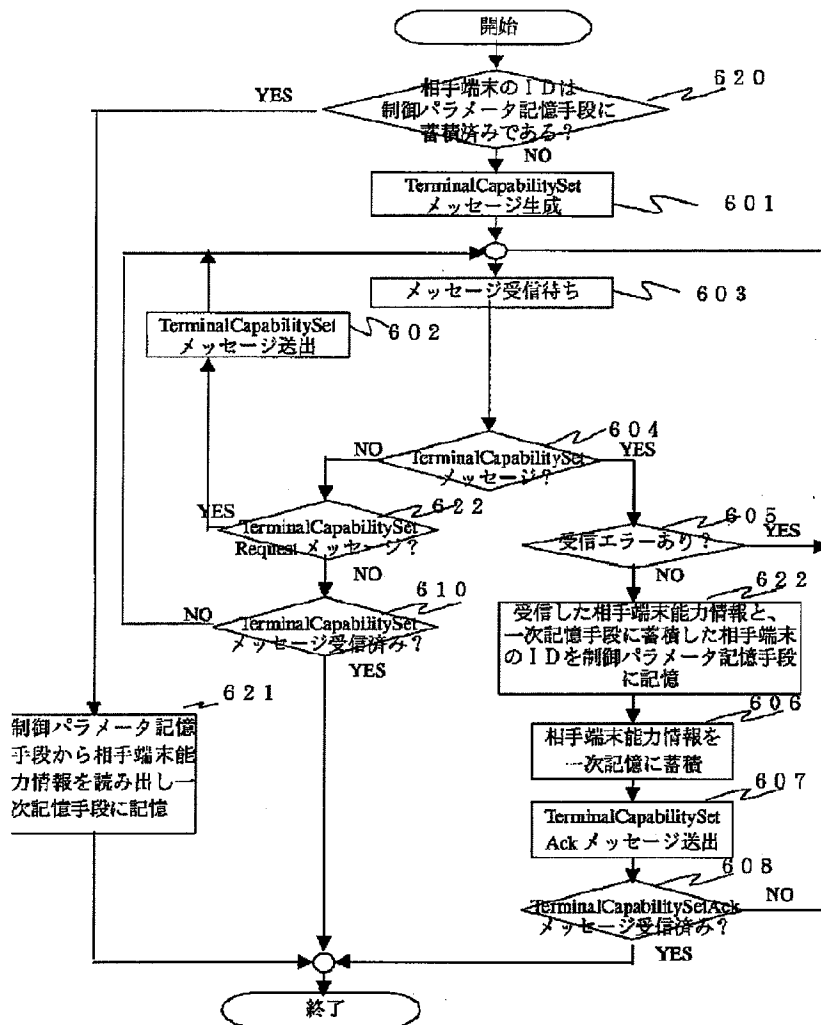 開始
相手端末のIDは
制御パラメータ記憶手段に
蓄積済みである?
620
YES
NO
TerminalCapabilitySet
メッセージ生成
601
メッセージ受信待ち
603
TerminalCapabilitySet
メッセージ送出
602
604
NO
TerminalCapabilitySet
メッセージ?
YES
YES
622
TerminalCapabilitySet
Request メッセージ?
NO
605
受信エラーあり?
YES
NO
NO
610
TerminalCapabilitySet
メッセージ受信済み?
YES
622
受信した相手端末能力情報と、
一次記憶手段に蓄積した相手端末
のIDを制御パラメータ記憶手段
に記憶
621
制御パラメータ記憶
手段から相手端末能
力情報を読み出し一
次記憶手段に記憶
606
相手端末能力情報を
一次記憶に蓄積
607
TerminalCapabilitySet
Ack メッセージ送出
608
TerminalCapabilitySetAck
メッセージ受信済み?
NO
YES
終了